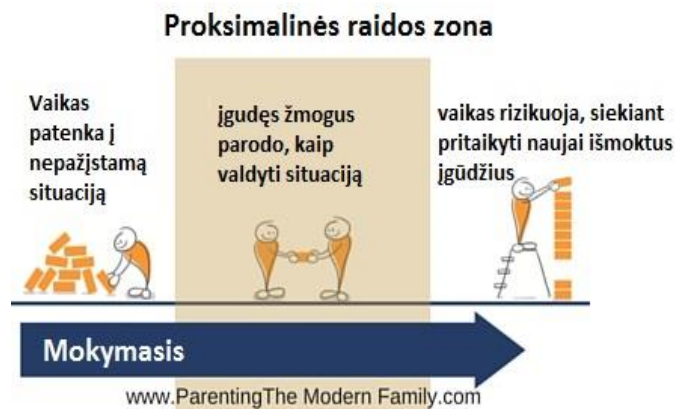 Proksimalinės raidos zona
Vaikas
patenka į
nepažįstamą
situaciją
įgudęs žmogus
parodo, kaip
valdyti situaciją
vaikas rizikuoja, siekiant
pritaikyti naujai išmoktus
įgūdžius
Mokymasis
www.ParentingThe Modern Family.com